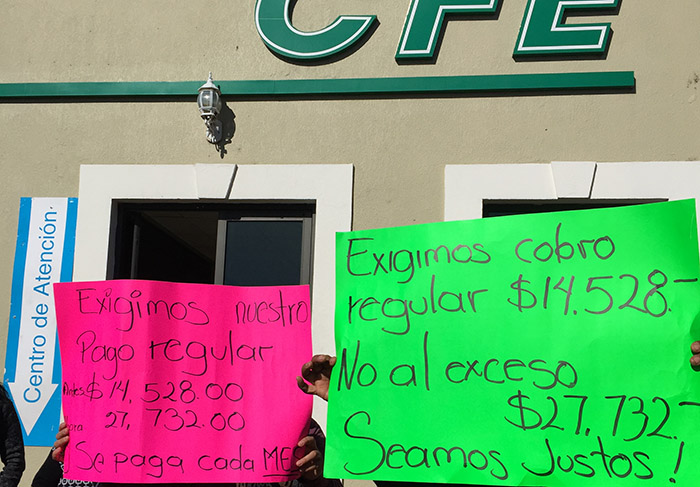 CFE
Centro de Atención.
Exigimos nuestro
Pago regular
Antes $14,528.00
27,732.00
Se paga cada MES
Exigimos cobro
regular $14,528.-
No al exceso
$27,732.-
Seamos Justos!